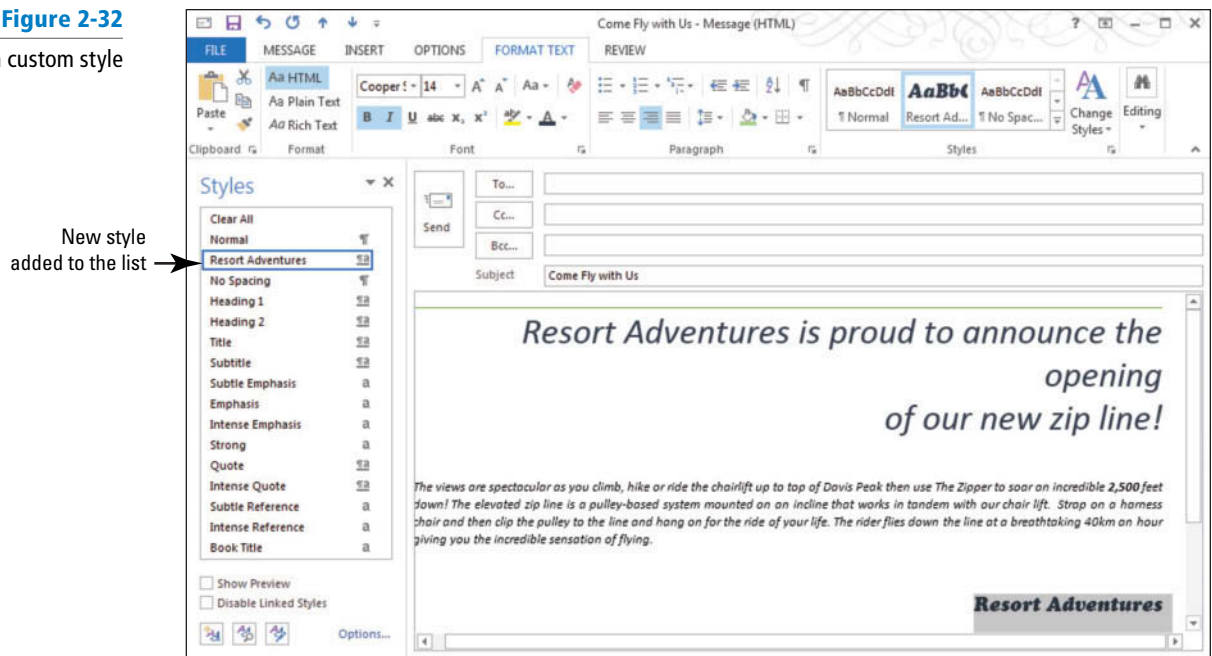 Figure 2-32
custom style
New style
added to the list
Come Fly with Us - Message (HTML)
FILE MESSAGE INSERT OPTIONS FORMAT TEXT REVIEW
Paste
Aa HTML
Aa Plain Text
Aa Rich Text
14
Aa
B I U abc X₂ X²
AaBbCcDdI
¶ Normal
AaBb(
Resort Ad...
AaBbCcDdI
¶ No Spac...
Change
Styles
Editing
Clipboard Format Font Paragraph Styles
Styles
Clear All
Normal ¶
Resort Adventures ¶a
No Spacing ¶
Heading 1 ¶a
Heading 2 ¶a
Title ¶a
Subtitle ¶a
Subtle Emphasis a
Emphasis a
Intense Emphasis a
Strong a
Quote ¶a
Intense Quote ¶a
Subtle Reference a
Intense Reference a
Book Title a
Show Preview
Disable Linked Styles
Options...
Send
To...
Cc...
Bcc...
Subject Come Fly with Us
Resort Adventures is proud to announce the
opening
of our new zip line!
The views are spectacular as you climb, hike or ride the chairlift up to top of Davis Peak then use The Zipper to soar an incredible 2,500 feet
down! The elevated zip line is a pulley-based system mounted on an incline that works in tandem with our chair lift. Strap on a harness
chair and then clip the pulley to the line and hang on for the ride of your life. The rider flies down the line at a breathtaking 40km an hour
giving you the incredible sensation of flying.
Resort Adventures